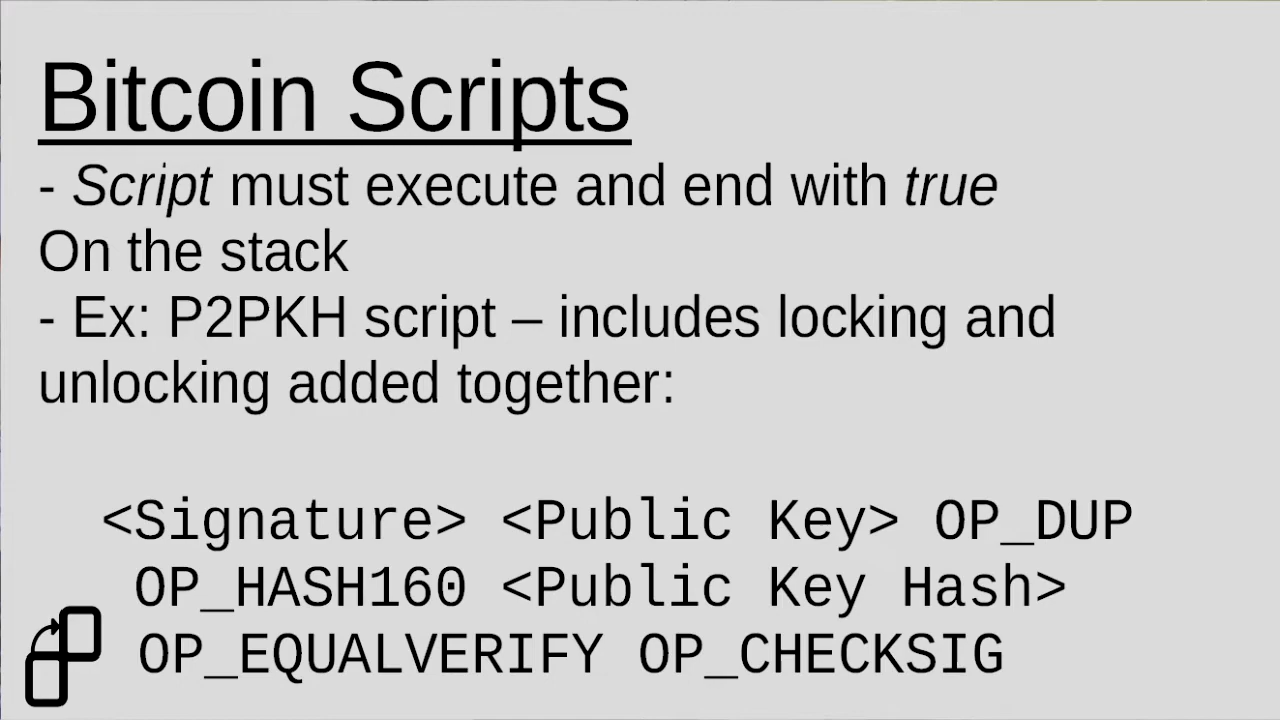 Bitcoin Scripts
- Script must execute and end with true
On the stack
- Ex: P2PKH script – includes locking and
unlocking added together:
<Signature> <Public Key> OP_DUP
OP_HASH160 <Public Key Hash>
OP_EQUALVERIFY OP_CHECKSIG